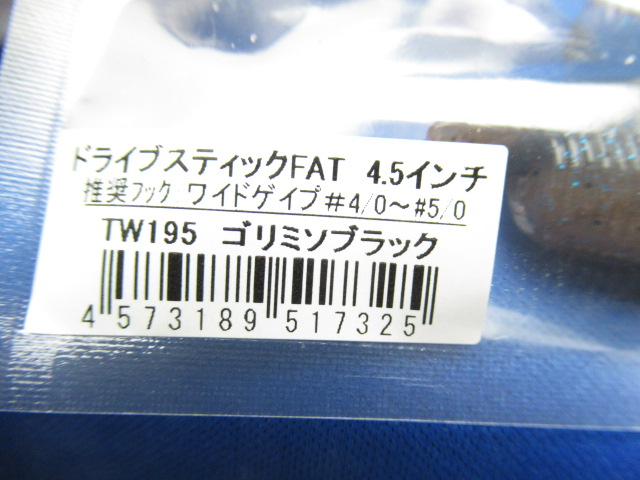 ドライブスティックFAT 4.5インチ
推奨フック ワイドゲイプ#4/0~#5/0
TW195 ゴリミソブラック
4 573189 517325